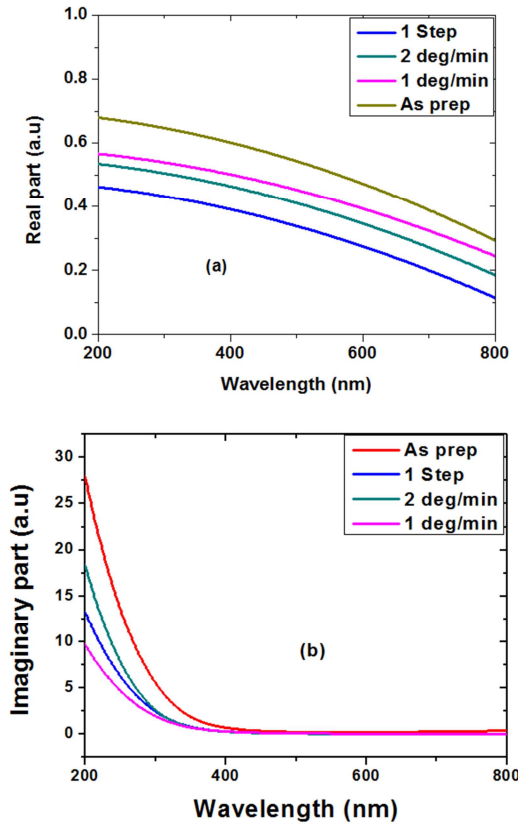 1.0
0.8
0.6
0.4
0.2
0.0
Real part (a.u)
1 Step
2 deg/min
1 deg/min
As prep
(a)
200 400 600 800
Wavelength (nm)
30
25
20
15
10
5
0
Imaginary part (a.u)
As prep
1 Step
2 deg/min
1 deg/min
(b)
200 400 600 800
Wavelength (nm)